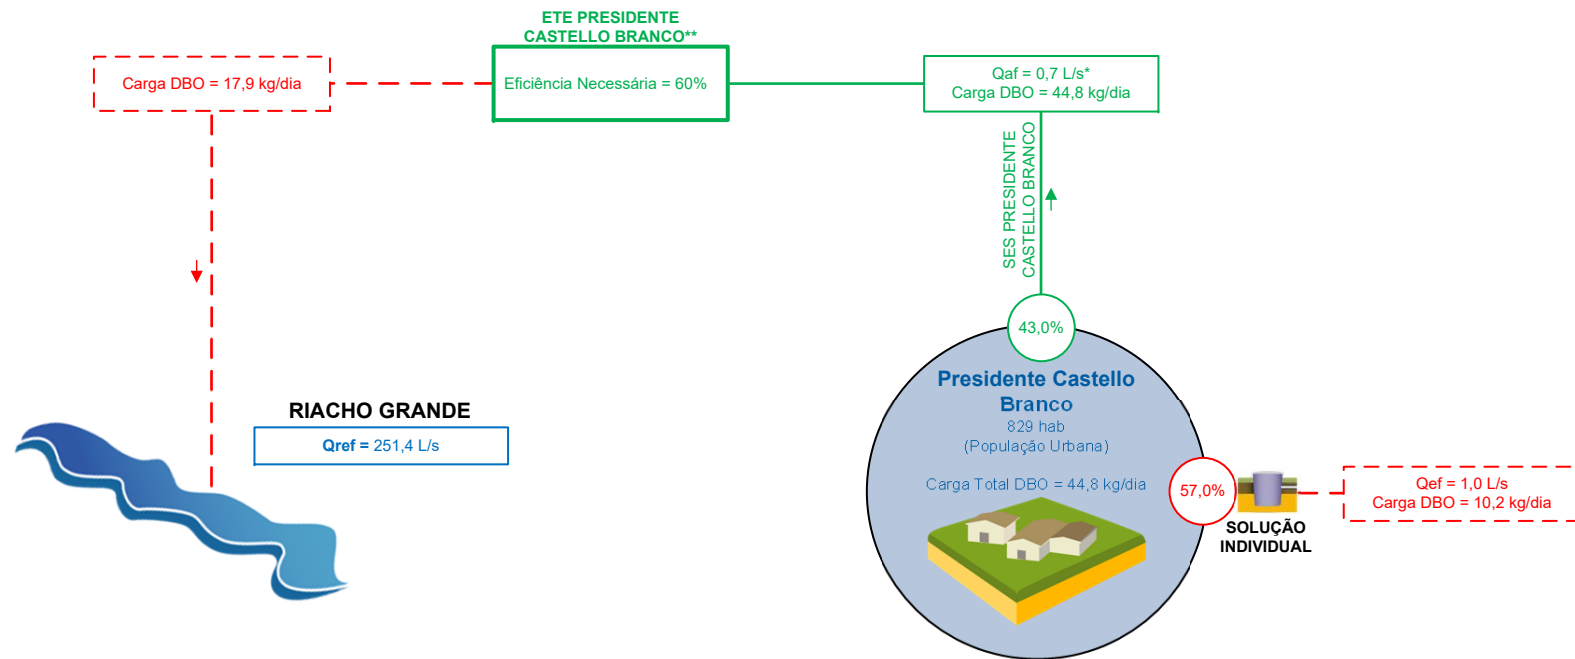 ETE PRESIDENTE
CASTELLO BRANCO**
Carga DBO = 17,9 kg/dia
Eficiência Necessária = 60%
Qaf = 0,7 L/s*
Carga DBO = 44,8 kg/dia
SES PRESIDENTE
CASTELLO BRANCO
43,0%
Presidente Castello
Branco
829 hab
(População Urbana)
Carga Total DBO = 44,8 kg/dia
RIACHO GRANDE
Qref = 251,4 L/s
57,0%
SOLUÇÃO
INDIVIDUAL
Qef = 1,0 L/s
Carga DBO = 10,2 kg/dia